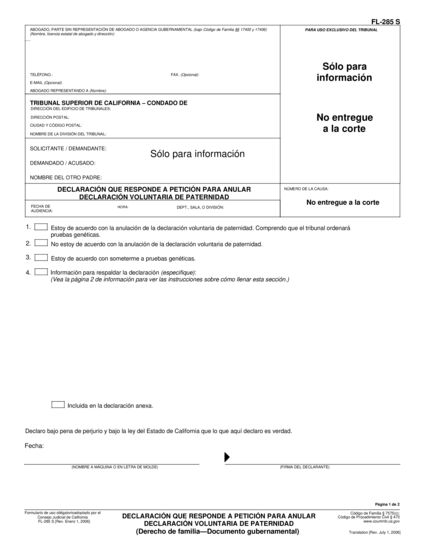 FL-285 S
ABOGADO, PARTE SIN REPRESENTACIÓN DE ABOGADO O AGENCIA GUBERNAMENTAL (bajo Código de Familia §§ 17400 y 17406)
(Nombre, licencia estatal de abogado y dirección):
PARA USO EXCLUSIVO DEL TRIBUNAL
Sólo para
información
TELÉFONO.:
FAX. (Opcional):
E-MAIL (Opcional):
ABOGADO REPRESENTANDO A (Nombre):
TRIBUNAL SUPERIOR DE CALIFORNIA – CONDADO DE
DIRECCIÓN DEL EDIFICIO DE TRIBUNALES:
DIRECCIÓN POSTAL:
CIUDAD Y CÓDIGO POSTAL:
NOMBRE DE LA DIVISIÓN DEL TRIBUNAL:
No entregue
a la corte
SOLICITANTE / DEMANDANTE:
Sólo para información
DEMANDADO / ACUSADO:
NOMBRE DEL OTRO PADRE:
DECLARACIÓN QUE RESPONDE A PETICIÓN PARA ANULAR
DECLARACIÓN VOLUNTARIA DE PATERNIDAD
NÚMERO DE LA CAUSA:
No entregue a la corte
FECHA DE
AUDIENCIA:
HORA:
DEPT., SALA, O DIVISIÓN:
1. Estoy de acuerdo con la anulación de la declaración voluntaria de paternidad. Comprendo que el tribunal ordenará
pruebas genéticas.
2. No estoy de acuerdo con la anulación de la declaración voluntaria de paternidad.
3. Estoy de acuerdo con someterme a pruebas genéticas.
4. Información para respaldar la declaración (especifique):
(Vea la página 2 de información para ver las instrucciones sobre cómo llenar esta sección.)
Incluida en la declaración anexa.
Declaro bajo pena de perjurio y bajo la ley del Estado de California que lo que aquí declaro es verdad.
Fecha:
(NOMBRE A MÁQUINA O EN LETRA DE MOLDE)
(FIRMA DEL DECLARANTE)
Página 1 de 2
Formulario de uso obligatorio/adoptado por el
Consejo Judicial de California
FL-285 S [Rev. Enero 1, 2006]
DECLARACIÓN QUE RESPONDE A PETICIÓN PARA ANULAR
DECLARACIÓN VOLUNTARIA DE PATERNIDAD
(Derecho de familia—Documento gubernamental)
Código de Procedimiento Civil § 473
www.courtinfo.ca.gov
Translation [Rev. July 1, 2006]